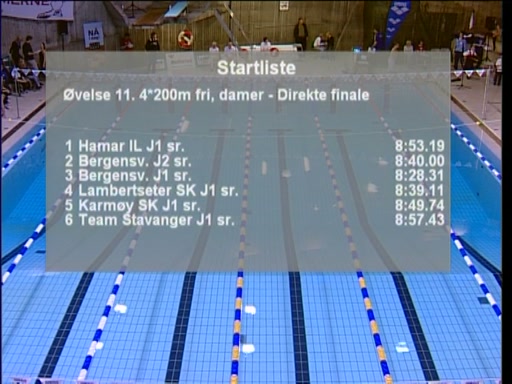 MERNE
NÅ
Startliste
Øvelse 11. 4*200m fri, damer - Direkte finale
1 Hamar IL J1 sr. 8:53.19
2 Bergensv. J2 sr. 8:40.00
3 Bergensv. J1 sr. 8:28.31
4 Lambertseter SK J1 sr. 8:39.11
5 Karmøy SK J1 sr. 8:49.74
6 Team Stavanger J1 sr. 8:57.43